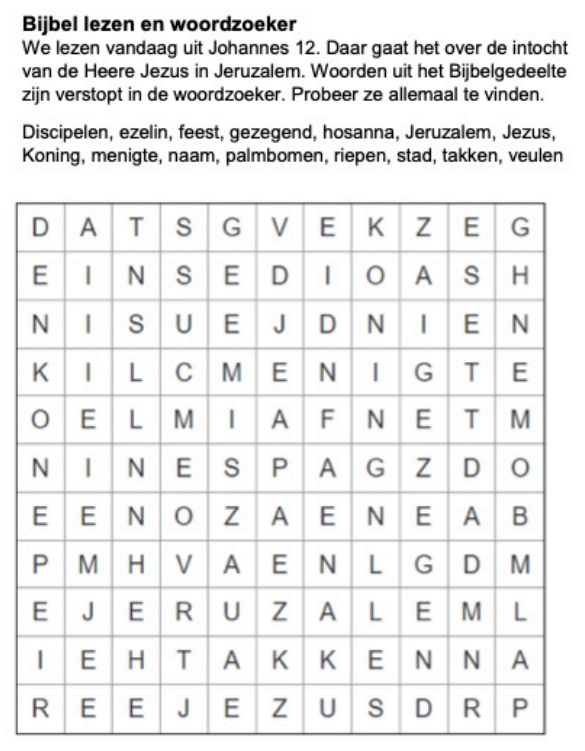 Bijbel lezen en woordzoeker
We lezen vandaag uit Johannes 12. Daar gaat het over de intocht
van de Heere Jezus in Jeruzalem. Woorden uit het Bijbelgedeelte
zijn verstopt in de woordzoeker. Probeer ze allemaal te vinden.
Discipelen, ezelin, feest, gezegend, hosanna, Jeruzalem, Jezus,
Koning, menigte, naam, palmbomen, riepen, stad, takken, veulen
D A T S G V E K Z E G
E I N S E D I O A S H
N I S U E J D N I E N
K I L C M E N I G T E
O E L M I A F N E T M
N I N E S P A G Z D O
E E N O Z A E N E A B
P M H V A E N L G D M
E J E R U Z A L E M L
I E H T A K K E N N A
R E E J E Z U S D R P